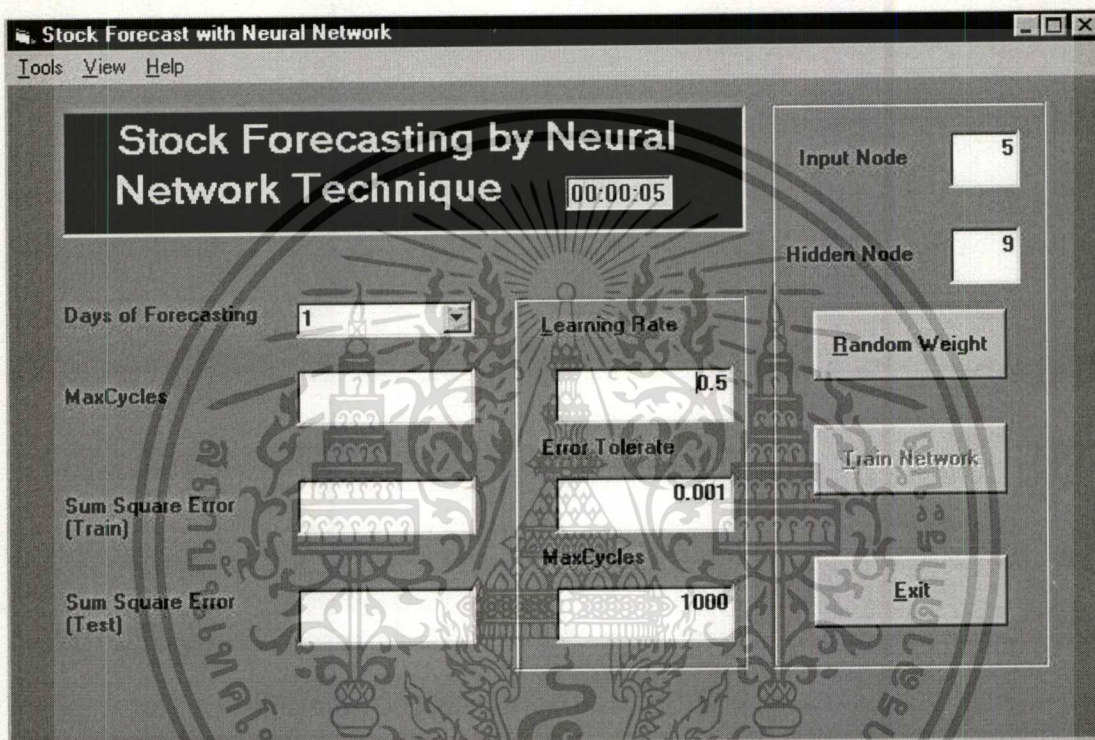 Stock Forecast with Neural Network
Tools View Help
Stock Forecasting by Neural
Network Technique 00:00:05
Days of Forecasting 1
MaxCycles
Sum Square Error
(Train)
Sum Square Error
(Test)
Learning Rate
0.5
Error Tolerate
0.001
MaxCycles
1000
Input Node 5
Hidden Node 9
Random Weight
Train Network
Exit